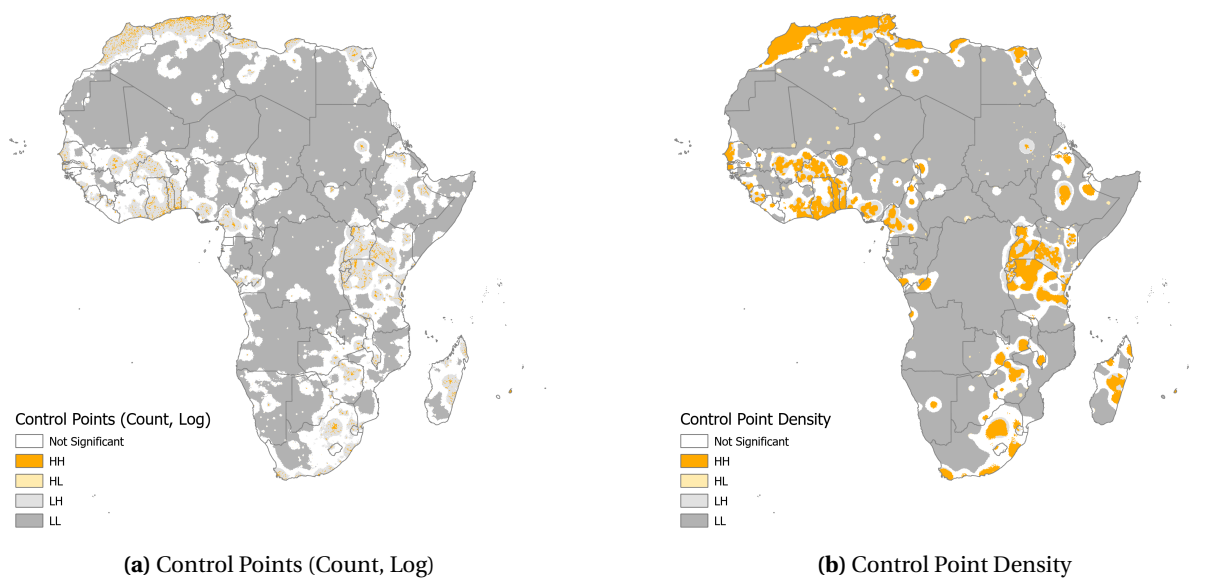 Control Points (Count, Log)
Not Significant
HH
HL
LH
LL
(a) Control Points (Count, Log)
Control Point Density
Not Significant
HH
HL
LH
LL
(b) Control Point Density